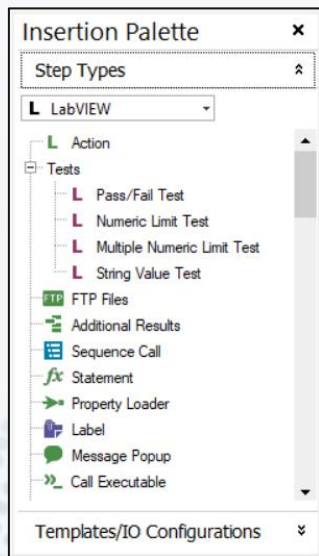 Insertion Palette
Step Types
L LabVIEW
L Action
Tests
L Pass/Fail Test
L Numeric Limit Test
L Multiple Numeric Limit Test
L String Value Test
FTP FTP Files
Additional Results
Sequence Call
fx Statement
Property Loader
Label
Message Popup
Call Executable
Templates/IO Configurations